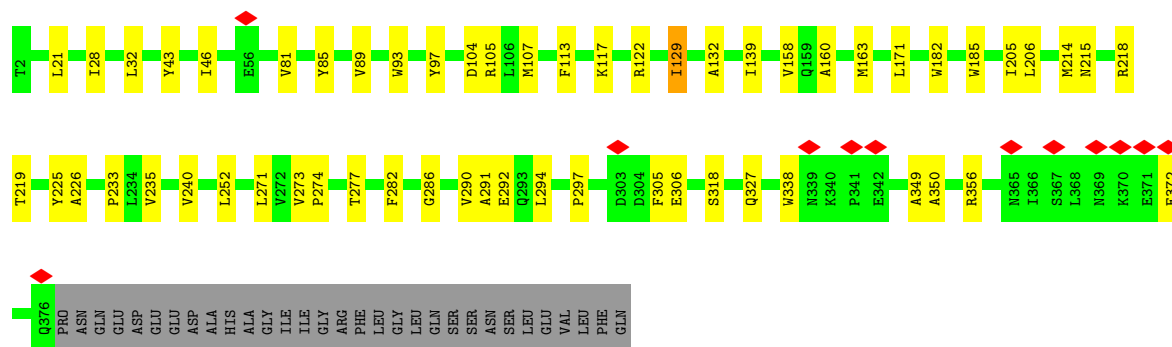 T2 L21 I28 L32 Y43 I46 E56 V81 Y85 V89 W93 Y97 D104 R105 L106 M107 F113 K117 R122 I129 A132 I139 V158 Q159 A160 M163 L171 W182 W185 I205 L206 M214 N215 R218
T219 Y225 A226 P233 L234 V235 V240 L252 L271 V272 V273 P274 T277 F282 G286 V290 A291 E292 Q293 L294 P297 D303 D304 F305 E306 S318 Q327 W338 N339 K340 P341 E342 A349 A350 R356 N365 I366 S367 L368 N369 K370 E371
Q376 PRO ASN GLN GLU ASP GLU GLU ASP ALA HIS ALA GLY ILE ILE GLY ARG PHE LEU GLY LEU GLN SER SER ASN SER LEU GLU VAL LEU PHE GLN